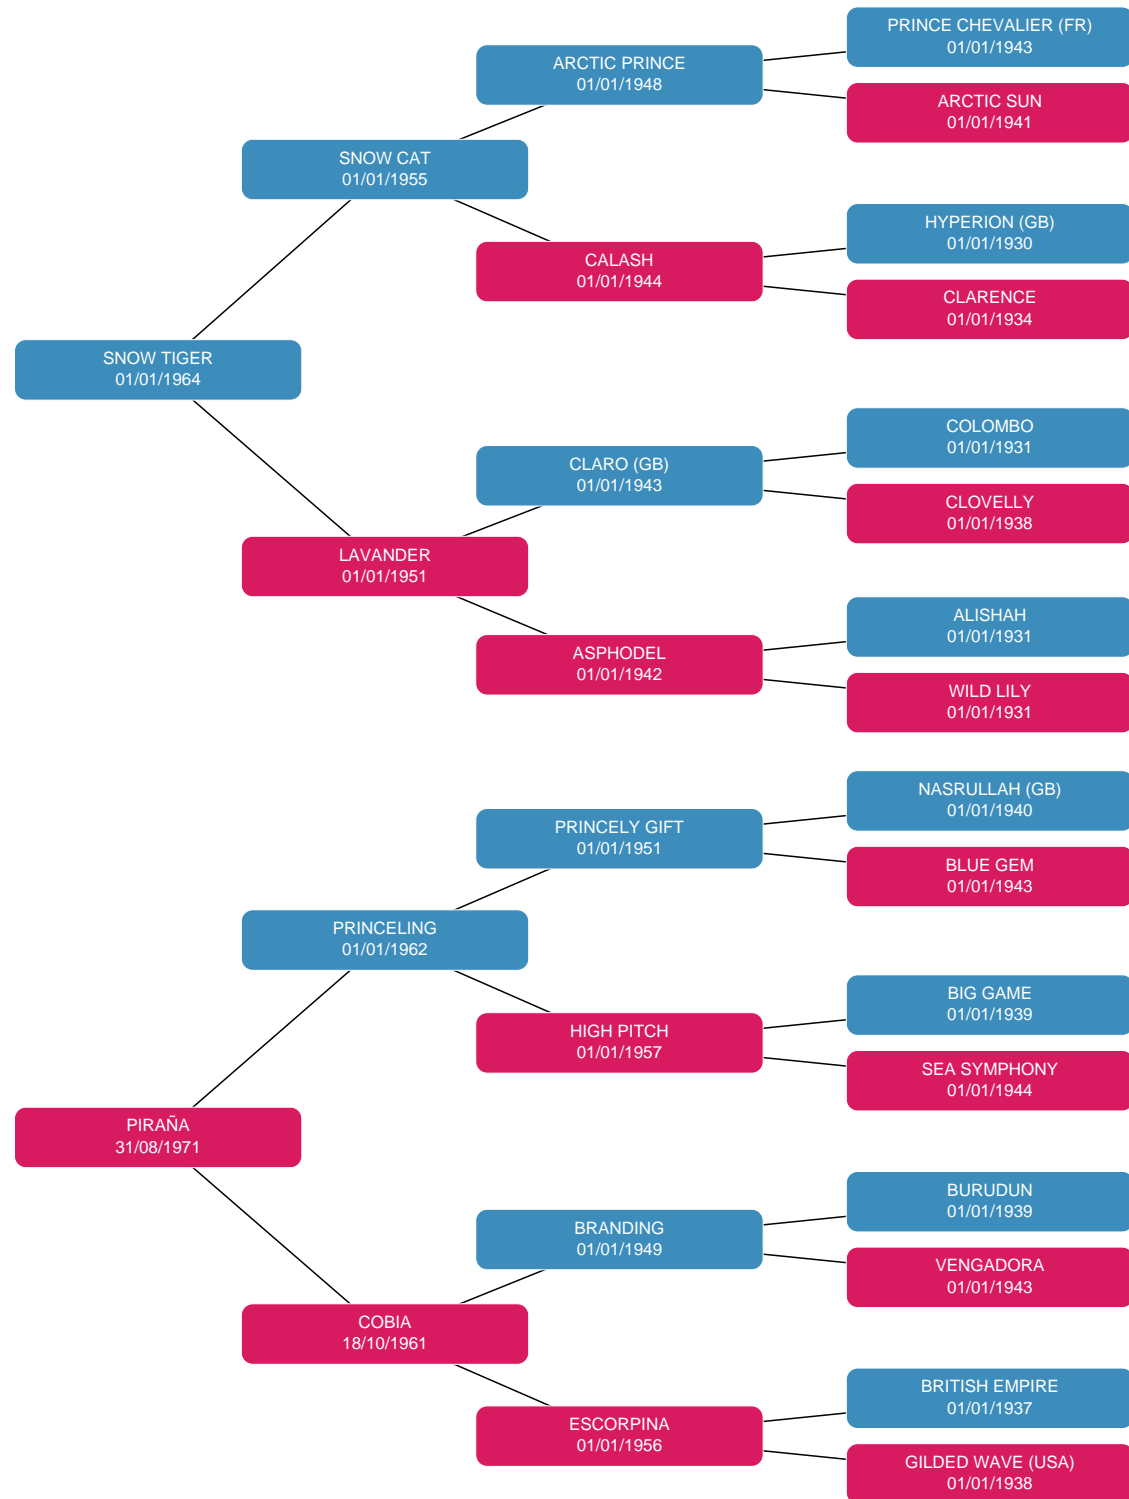 PRINCE CHEVALIER (FR)
01/01/1943
ARCTIC PRINCE
01/01/1948
ARCTIC SUN
01/01/1941
SNOW CAT
01/01/1955
HYPERION (GB)
01/01/1930
CALASH
01/01/1944
CLARENCE
01/01/1934
SNOW TIGER
01/01/1964
COLOMBO
01/01/1931
CLARO (GB)
01/01/1943
CLOVELLY
01/01/1938
LAVANDER
01/01/1951
ALISHAH
01/01/1931
ASPHODEL
01/01/1942
WILD LILY
01/01/1931
NASRULLAH (GB)
01/01/1940
PRINCELY GIFT
01/01/1951
BLUE GEM
01/01/1943
PRINCELING
01/01/1962
BIG GAME
01/01/1939
HIGH PITCH
01/01/1957
SEA SYMPHONY
01/01/1944
PIRAÑA
31/08/1971
BURUDUN
01/01/1939
BRANDING
01/01/1949
VENGADORA
01/01/1943
COBIA
18/10/1961
BRITISH EMPIRE
01/01/1937
ESCORPINA
01/01/1956
GILDED WAVE (USA)
01/01/1938